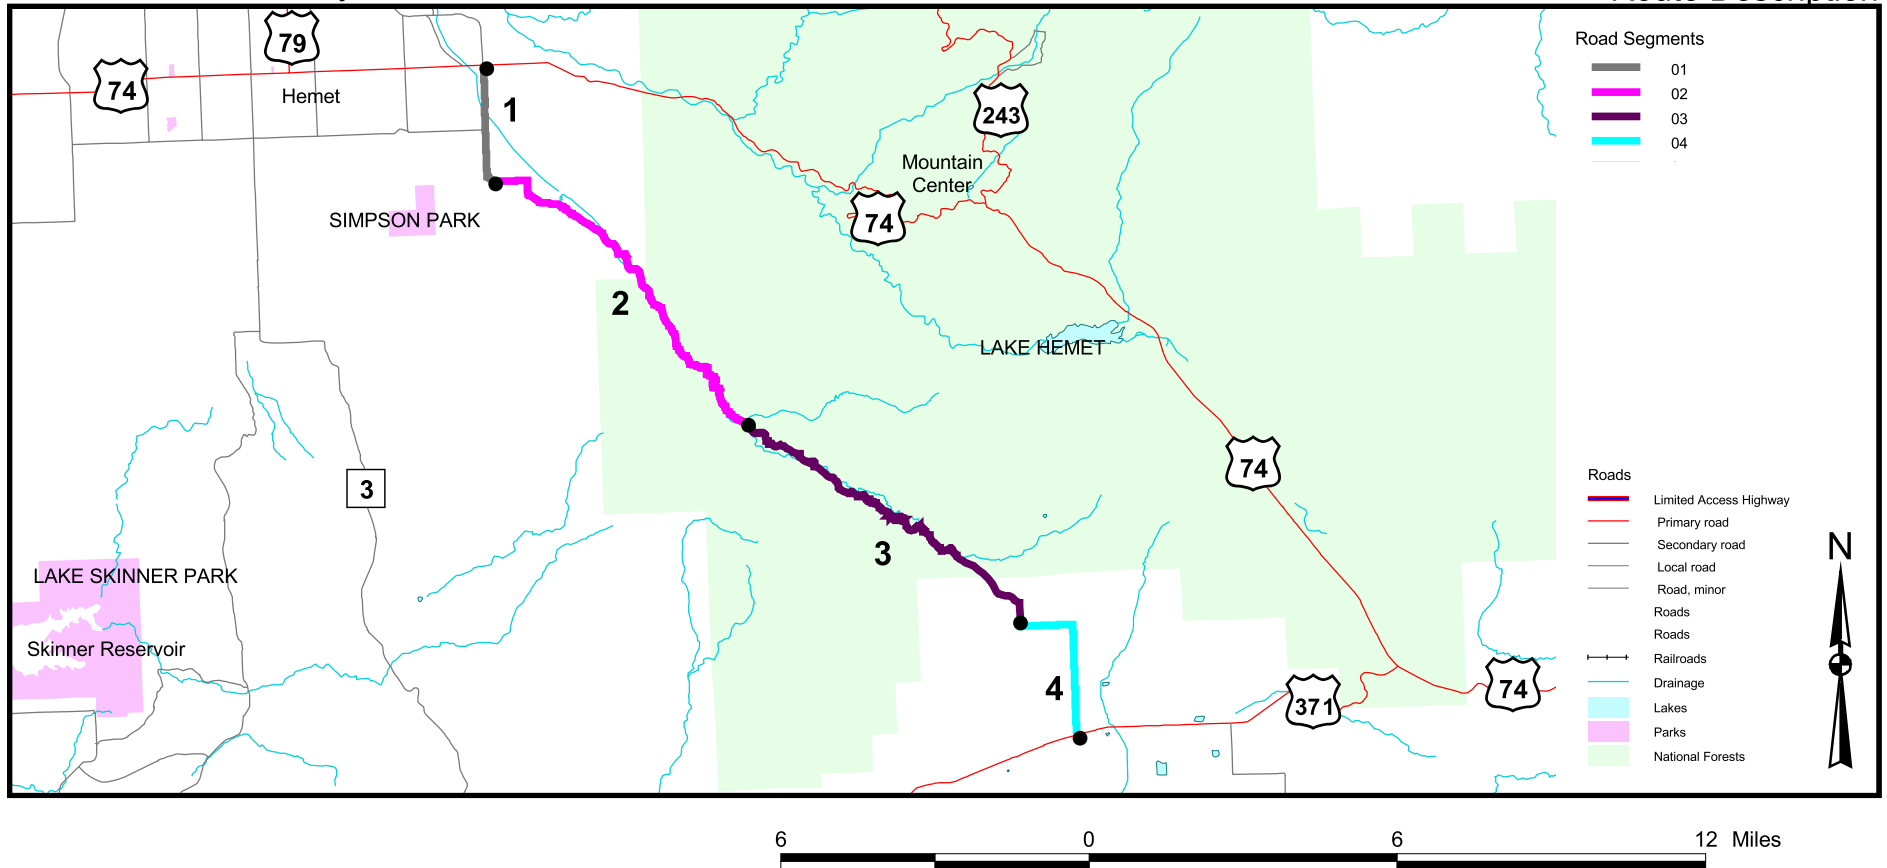 79
74
Hemet
1
243
Mountain
Center
74
SIMPSON PARK
2
LAKE HEMET
74
3
3
LAKE SKINNER PARK
Skinner Reservoir
4
371
74
Road Segments
01
02
03
04
Roads
Limited Access Highway
Primary road
Secondary road
Local road
Road, minor
Roads
Roads
Railroads
Drainage
Lakes
Parks
National Forests
N
6 0 6 12 Miles